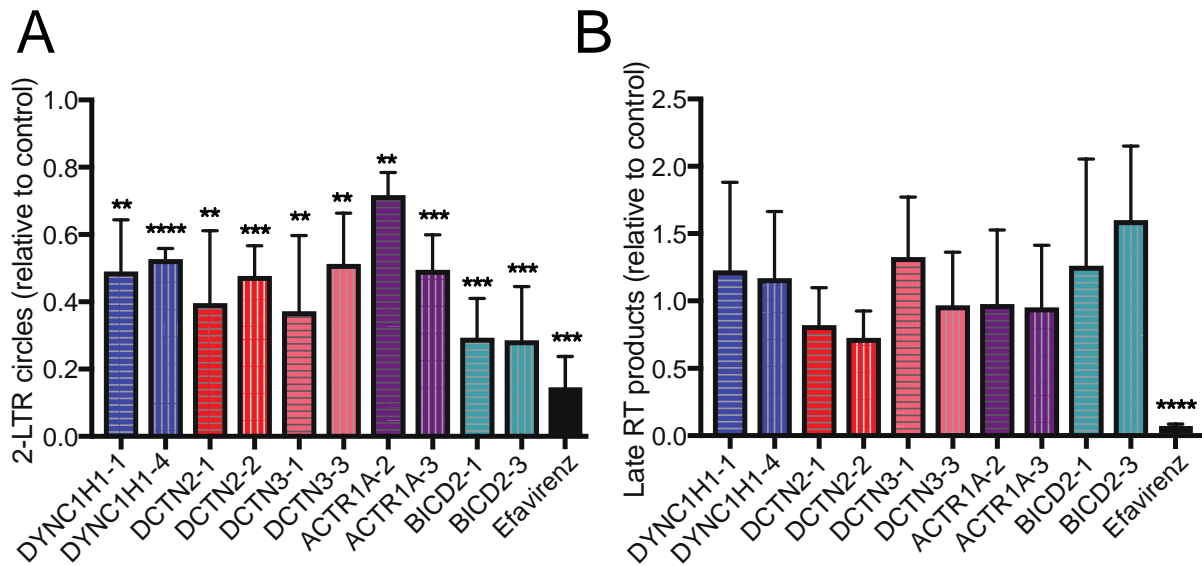 A
2-LTR circles (relative to control)
1.0
0.8
0.6
0.4
0.2
0.0
**
****
**
***
**
**
**
***
***
***
***
DYNC1H1-1
DYNC1H1-4
DCTN2-1
DCTN2-2
DCTN3-1
DCTN3-3
ACTR1A-2
ACTR1A-3
BICD2-1
BICD2-3
Efavirenz
B
Late RT products (relative to control)
2.5
2.0
1.5
1.0
0.5
0.0
****
DYNC1H1-1
DYNC1H1-4
DCTN2-1
DCTN2-2
DCTN3-1
DCTN3-3
ACTR1A-2
ACTR1A-3
BICD2-1
BICD2-3
Efavirenz